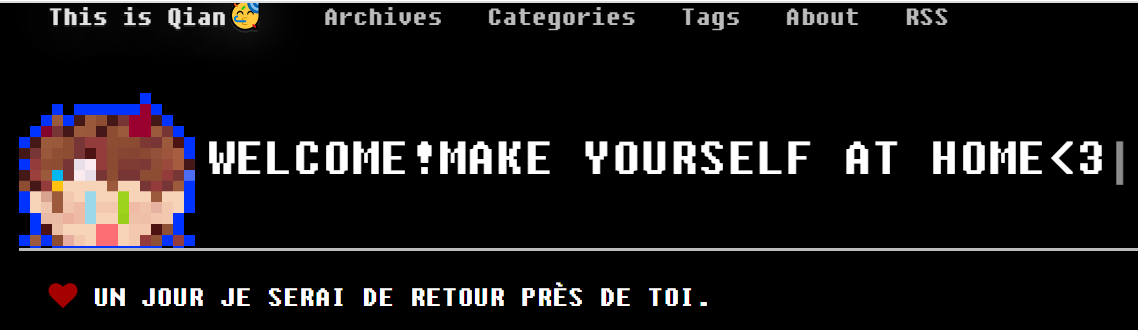 This is Qian🥳 Archives Categories Tags About RSS
WELCOME!MAKE YOURSELF AT HOME<3
UN JOUR JE SERAI DE RETOUR PRÈS DE TOI.